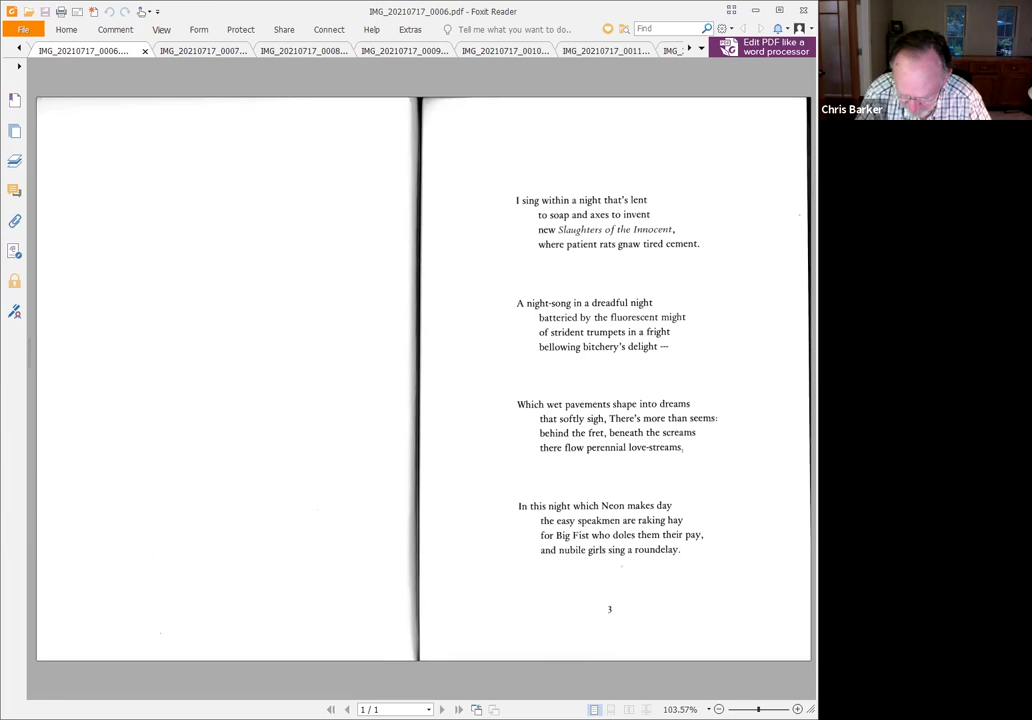 IMG_20210717_0006.pdf - Foxit Reader
File Home Comment View Form Protect Share Help Extras Tell me what you want to do.. Find
IMG_20210717_0006.... IMG_20210717_0007... IMG_20210717_0008... IMG_20210717_0009... IMG_20210717_0010... IMG_20210717_0011... IMG_: Edit PDF like a word processor
Chris Barker
I sing within a night that's lent
to soap and axes to invent
new Slaughters of the Innocent,
where patient rats gnaw tired cement.
A night-song in a dreadful night
batteried by the fluorescent might
of strident trumpets in a fright
bellowing bitchery's delight —
Which wet pavements shape into dreams
that softly sigh, There's more than seems:
behind the fret, beneath the screams
there flow perennial love-streams,
In this night which Neon makes day
the easy speakmen are raking hay
for Big Fist who doles them their pay,
and nubile girls sing a roundelay.
3
1 / 1
103.57%